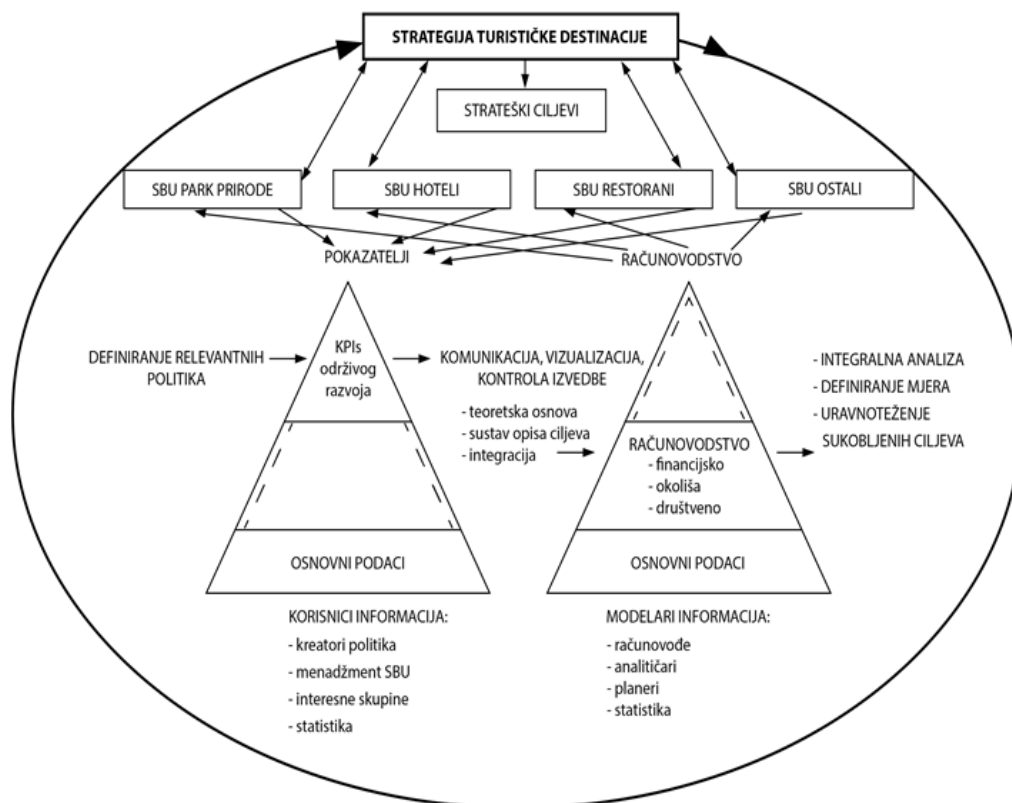 STRATEGIJA TURISTIČKE DESTINACIJE
STRATEŠKI CILJEVI
SBU PARK PRIRODE
SBU HOTELI
SBU RESTORANI
SBU OSTALI
POKAZATELJI
RAČUNOVODSTVO
DEFINIRANJE RELEVANTNIH
POLITIKA
KPIs
održivog
razvoja
KOMUNIKACIJA, VIZUALIZACIJA,
KONTROLA IZVEDBE
- teoretska osnova
- sustav opisa ciljeva
- integracija
RAČUNOVODSTVO
- financijsko
- okoliša
- društveno
- INTEGRALNA ANALIZA
- DEFINIRANJE MJERA
- URAVNOTEŽENJE
SUKOBLJENIH CILJEVA
OSNOVNI PODACI
OSNOVNI PODACI
KORISNICI INFORMACIJA:
- kreatori politika
- menadžment SBU
- interesne skupine
- statistika
MODELARI INFORMACIJA:
- računovođe
- analitičari
- planeri
- statistika